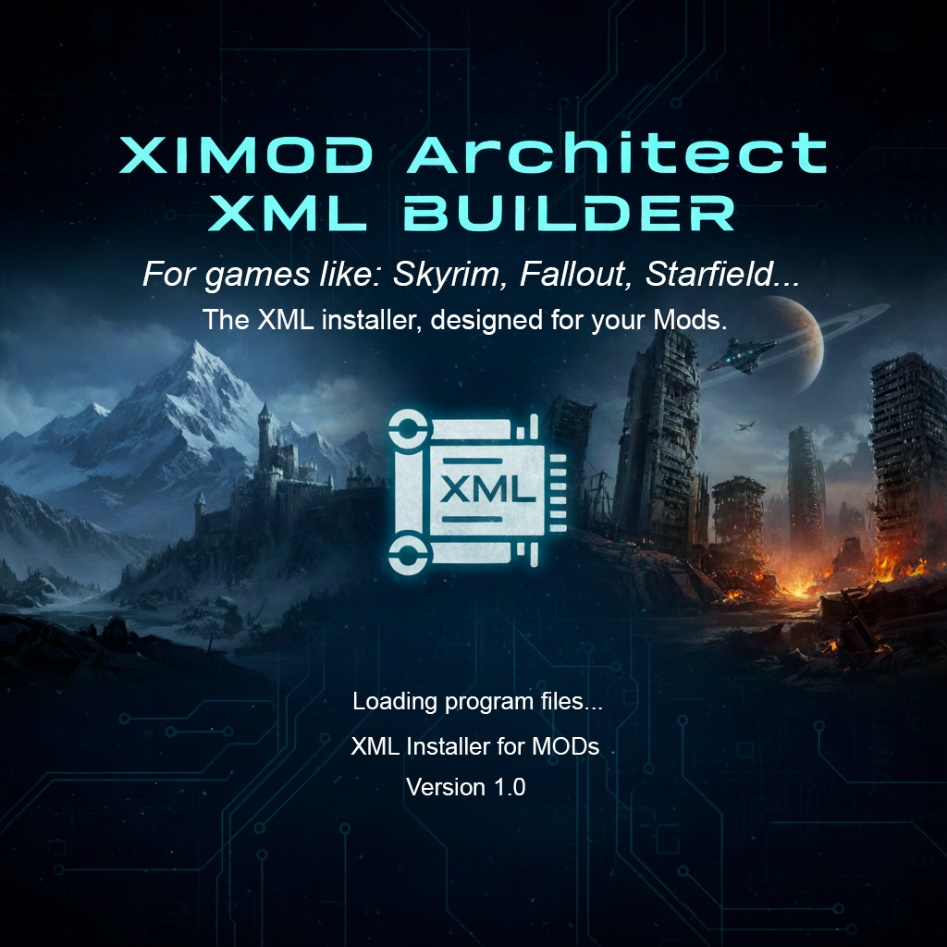 XIMOD Architect
XML BUILDER
For games like: Skyrim, Fallout, Starfield...
The XML installer, designed for your Mods.
XML
Loading program files...
XML Installer for MODs
Version 1.0